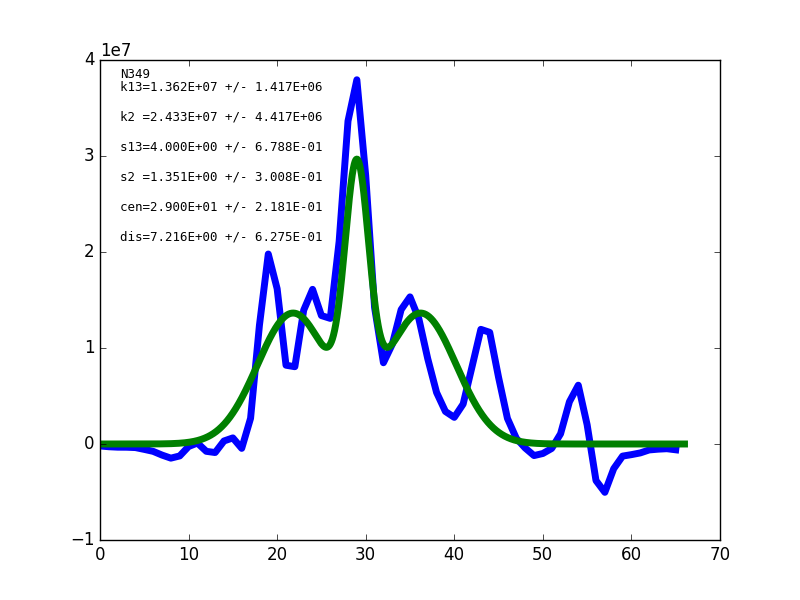 1e7
N349
k13=1.362E+07 +/- 1.417E+06
k2 =2.433E+07 +/- 4.417E+06
s13=4.000E+00 +/- 6.788E-01
s2 =1.351E+00 +/- 3.008E-01
cen=2.900E+01 +/- 2.181E-01
dis=7.216E+00 +/- 6.275E-01
4
3
2
1
0
−1
0 10 20 30 40 50 60 70